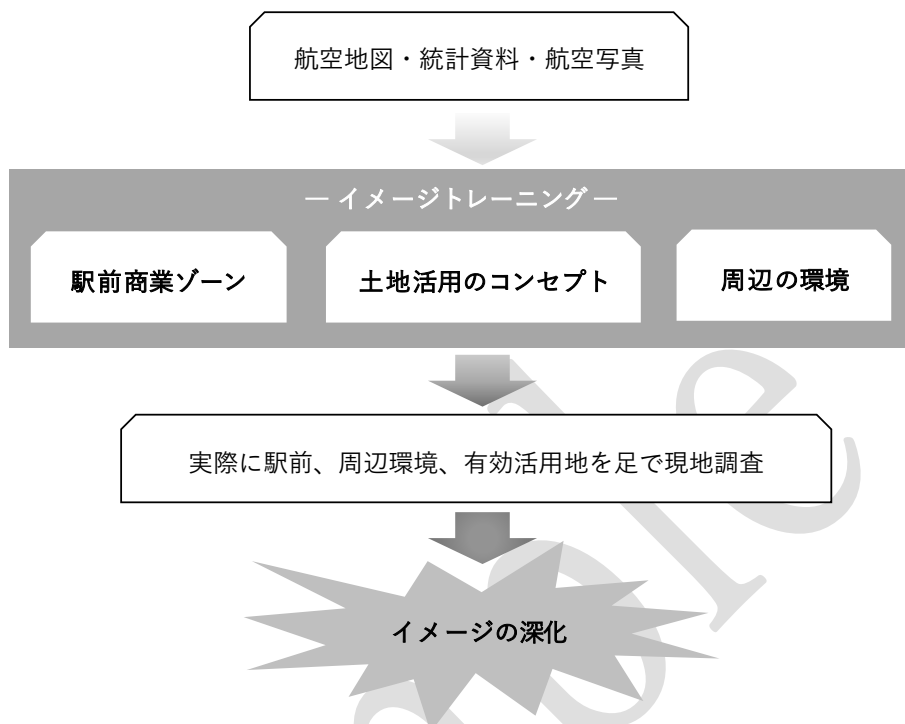 航空地図・統計資料・航空写真
― イメージトレーニング ―
駅前商業ゾーン
土地活用のコンセプト
周辺の環境
実際に駅前、周辺環境、有効活用地を足で現地調査
イメージの深化